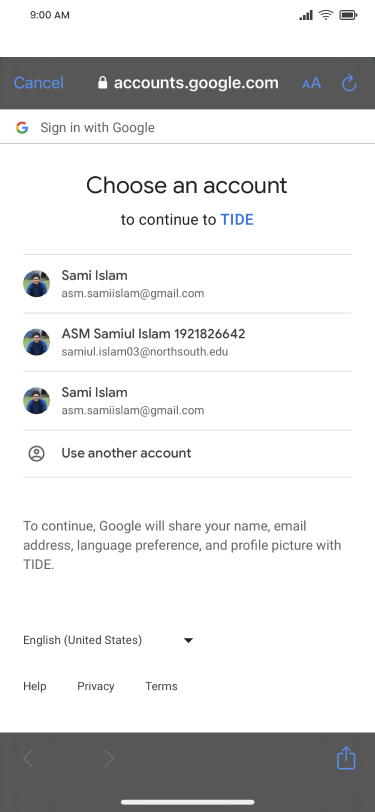 9:00 AM
Cancel accounts.google.com AA
Sign in with Google
Choose an account
to continue to TIDE
Sami Islam
asm.samiislam@gmail.com
ASM Samiul Islam 1921826642
samiul.islam03@northsouth.edu
Sami Islam
asm.samiislam@gmail.com
Use another account
To continue, Google will share your name, email
address, language preference, and profile picture with
TIDE.
English (United States)
Help Privacy Terms